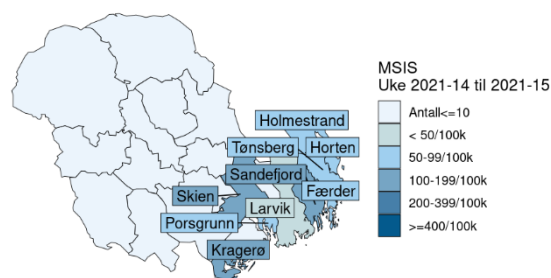 MSIS
Uke 2021-14 til 2021-15
Antall<=10
< 50/100k
50-99/100k
100-199/100k
200-399/100k
>=400/100k
Holmestrand
Tønsberg
Horten
Sandefjord
Skien
Færder
Larvik
Porsgrunn
Kragerø